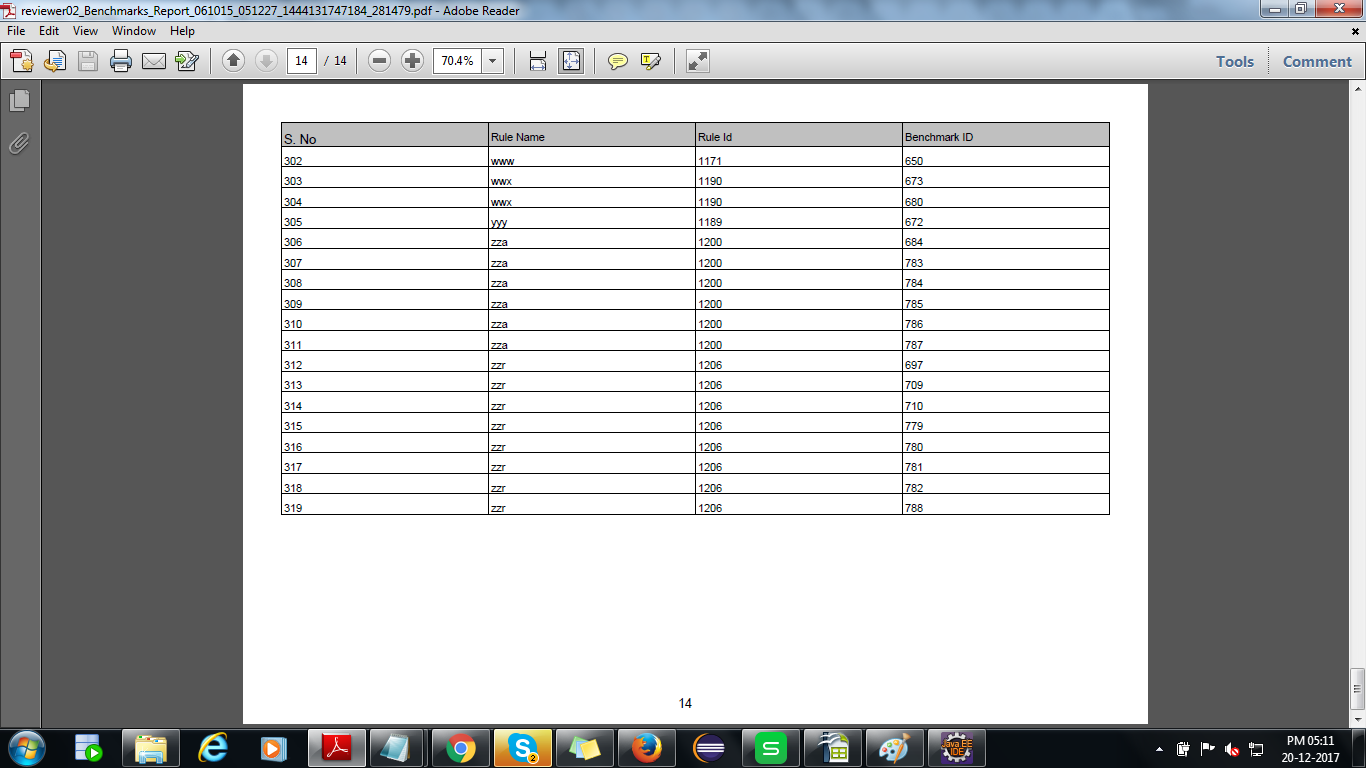 reviewer02_Benchmarks_Report_061015_051227_1444131747184_281479.pdf - Adobe Reader
File Edit View Window Help
14 / 14 70.4% Tools Comment
S. No Rule Name Rule Id Benchmark ID
302 www 1171 650
303 wwx 1190 673
304 wwx 1190 680
305 yyy 1189 672
306 zza 1200 684
307 zza 1200 783
308 zza 1200 784
309 zza 1200 785
310 zza 1200 786
311 zza 1200 787
312 zzr 1206 697
313 zzr 1206 709
314 zzr 1206 710
315 zzr 1206 779
316 zzr 1206 780
317 zzr 1206 781
318 zzr 1206 782
319 zzr 1206 788
14
S 2 S Java EE IDE PM 05:11
20-12-2017